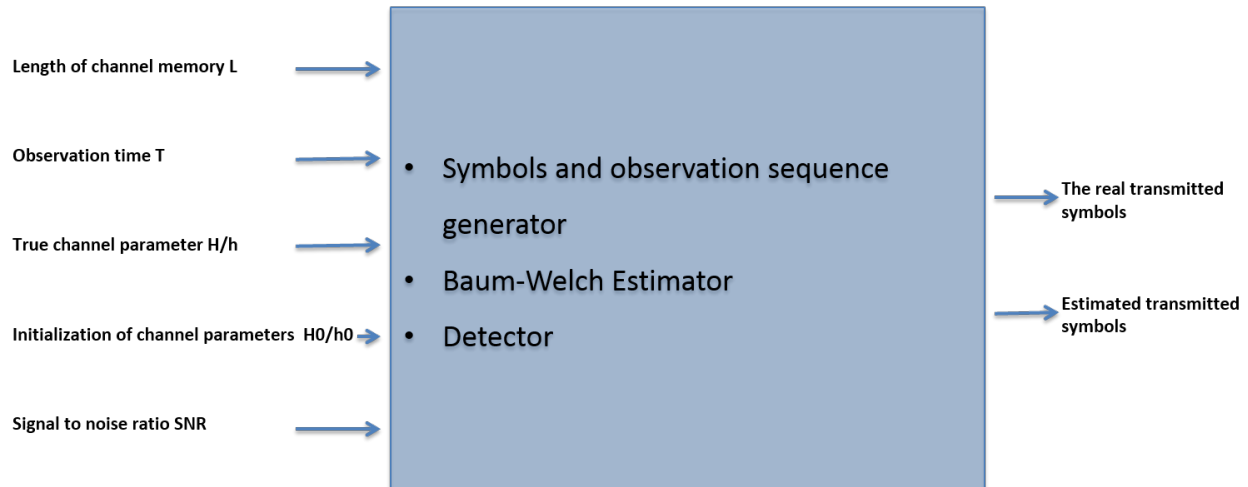 Length of channel memory L
Observation time T
True channel parameter H/h
Initialization of channel parameters H0/h0
Signal to noise ratio SNR
• Symbols and observation sequence
generator
• Baum-Welch Estimator
• Detector
The real transmitted
symbols
Estimated transmitted
symbols